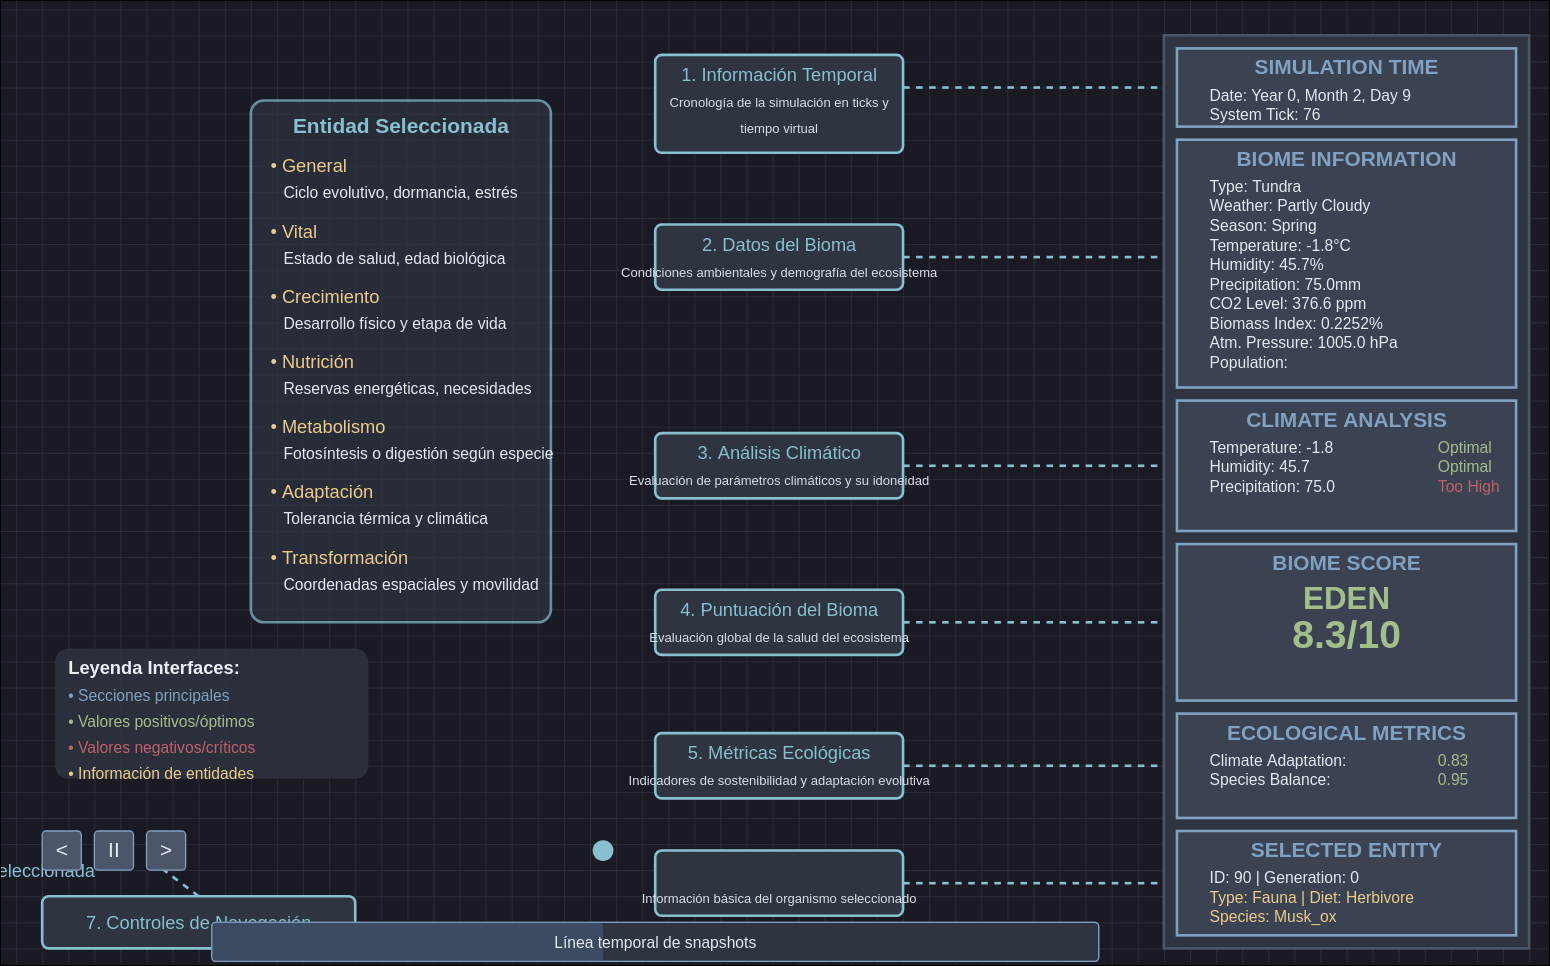 Entidad Seleccionada
• General
Ciclo evolutivo, dormancia, estrés
• Vital
Estado de salud, edad biológica
• Crecimiento
Desarrollo físico y etapa de vida
• Nutrición
Reservas energéticas, necesidades
• Metabolismo
Fotosíntesis o digestión según especie
• Adaptación
Tolerancia térmica y climática
• Transformación
Coordenadas espaciales y movilidad
Leyenda Interfaces:
• Secciones principales
• Valores positivos/óptimos
• Valores negativos/críticos
• Información de entidades
<
II
>
eleccionada
7. Controles de Navegación
Línea temporal de snapshots
1. Información Temporal
Cronología de la simulación en ticks y
tiempo virtual
2. Datos del Bioma
Condiciones ambientales y demografía del ecosistema
3. Análisis Climático
Evaluación de parámetros climáticos y su idoneidad
4. Puntuación del Bioma
Evaluación global de la salud del ecosistema
5. Métricas Ecológicas
Indicadores de sostenibilidad y adaptación evolutiva
Información básica del organismo seleccionado
SIMULATION TIME
Date: Year 0, Month 2, Day 9
System Tick: 76
BIOME INFORMATION
Type: Tundra
Weather: Partly Cloudy
Season: Spring
Temperature: -1.8°C
Humidity: 45.7%
Precipitation: 75.0mm
CO2 Level: 376.6 ppm
Biomass Index: 0.2252%
Atm. Pressure: 1005.0 hPa
Population:
CLIMATE ANALYSIS
Temperature: -1.8 Optimal
Humidity: 45.7 Optimal
Precipitation: 75.0 Too High
BIOME SCORE
EDEN
8.3/10
ECOLOGICAL METRICS
Climate Adaptation: 0.83
Species Balance: 0.95
SELECTED ENTITY
ID: 90 | Generation: 0
Type: Fauna | Diet: Herbivore
Species: Musk_ox